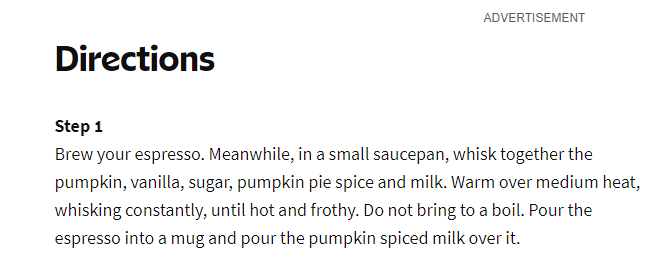 ADVERTISEMENT
Directions
Step 1
Brew your espresso. Meanwhile, in a small saucepan, whisk together the
pumpkin, vanilla, sugar, pumpkin pie spice and milk. Warm over medium heat,
whisking constantly, until hot and frothy. Do not bring to a boil. Pour the
espresso into a mug and pour the pumpkin spiced milk over it.